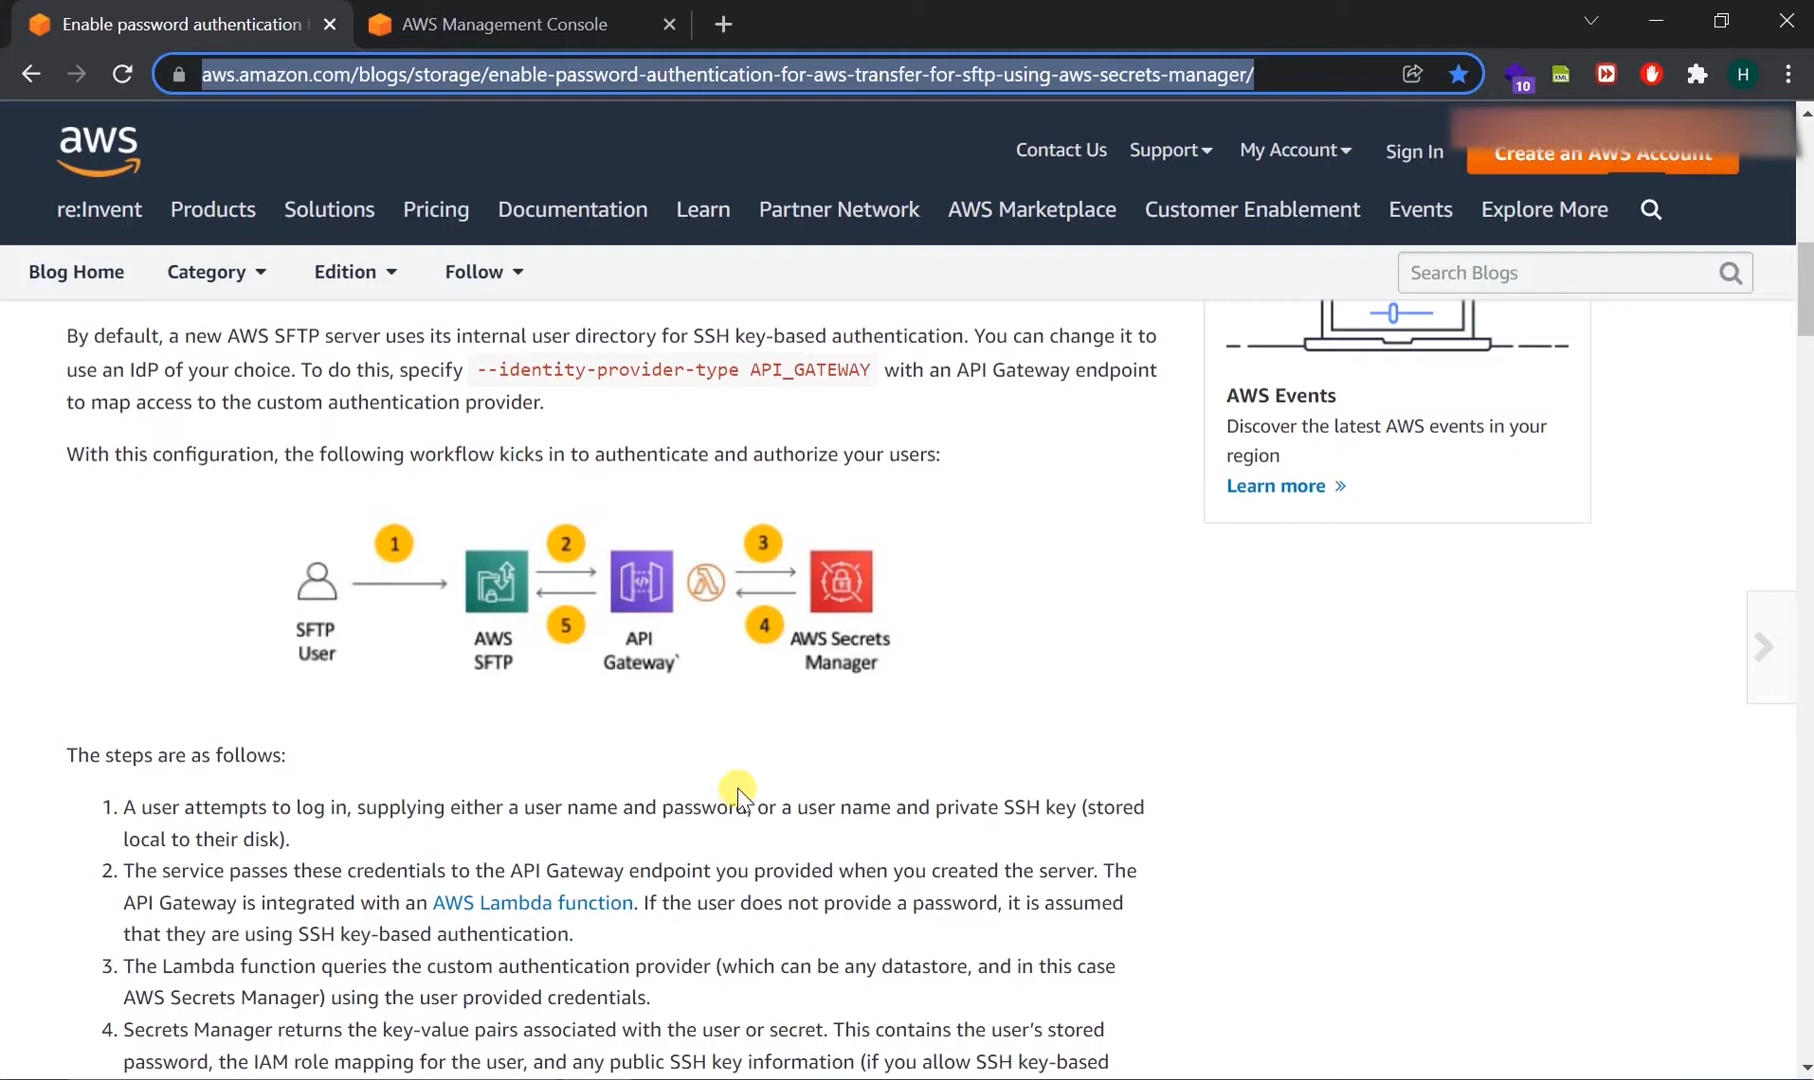 Enable password authentication
AWS Management Console
aws.amazon.com/blogs/storage/enable-password-authentication-for-aws-transfer-for-sftp-using-aws-secrets-manager/
XML
10
H
aws
Contact Us Support My Account Sign In Create an AWS Account
re:Invent Products Solutions Pricing Documentation Learn Partner Network AWS Marketplace Customer Enablement Events Explore More
Blog Home Category Edition Follow Search Blogs
By default, a new AWS SFTP server uses its internal user directory for SSH key-based authentication. You can change it to
use an IdP of your choice. To do this, specify --identity-provider-type API_GATEWAY with an API Gateway endpoint
to map access to the custom authentication provider.
With this configuration, the following workflow kicks in to authenticate and authorize your users:
1 2 3
5 4
SFTP
User
AWS
SFTP
API
Gateway`
AWS Secrets
Manager
The steps are as follows:
1. A user attempts to log in, supplying either a user name and password, or a user name and private SSH key (stored
local to their disk).
2. The service passes these credentials to the API Gateway endpoint you provided when you created the server. The
API Gateway is integrated with an AWS Lambda function. If the user does not provide a password, it is assumed
that they are using SSH key-based authentication.
3. The Lambda function queries the custom authentication provider (which can be any datastore, and in this case
AWS Secrets Manager) using the user provided credentials.
4. Secrets Manager returns the key-value pairs associated with the user or secret. This contains the user's stored
password, the IAM role mapping for the user, and any public SSH key information (if you allow SSH key-based
AWS Events
Discover the latest AWS events in your
region
Learn more »